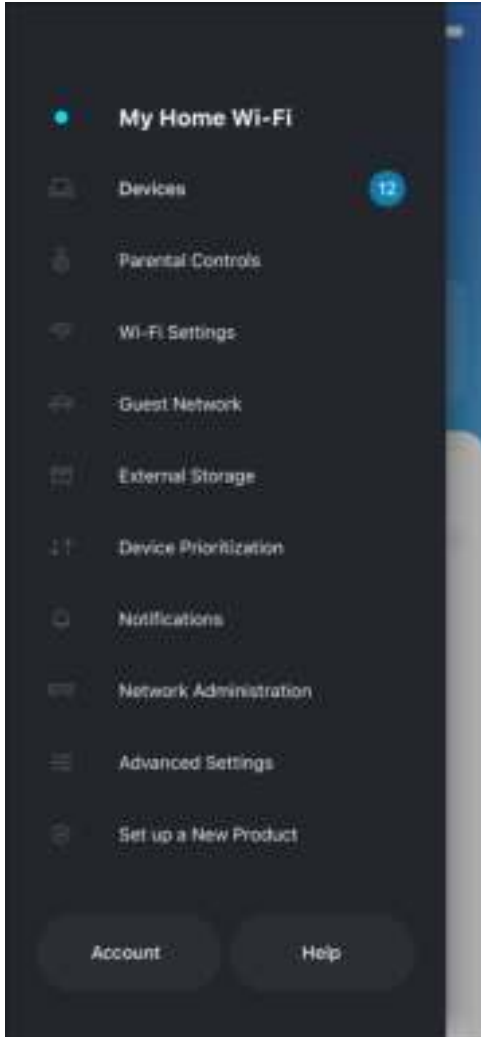 My Home Wi-Fi
Devices 12
Parental Controls
Wi-Fi Settings
Guest Network
External Storage
Device Prioritization
Notifications
Network Administration
Advanced Settings
Set up a New Product
Account Help